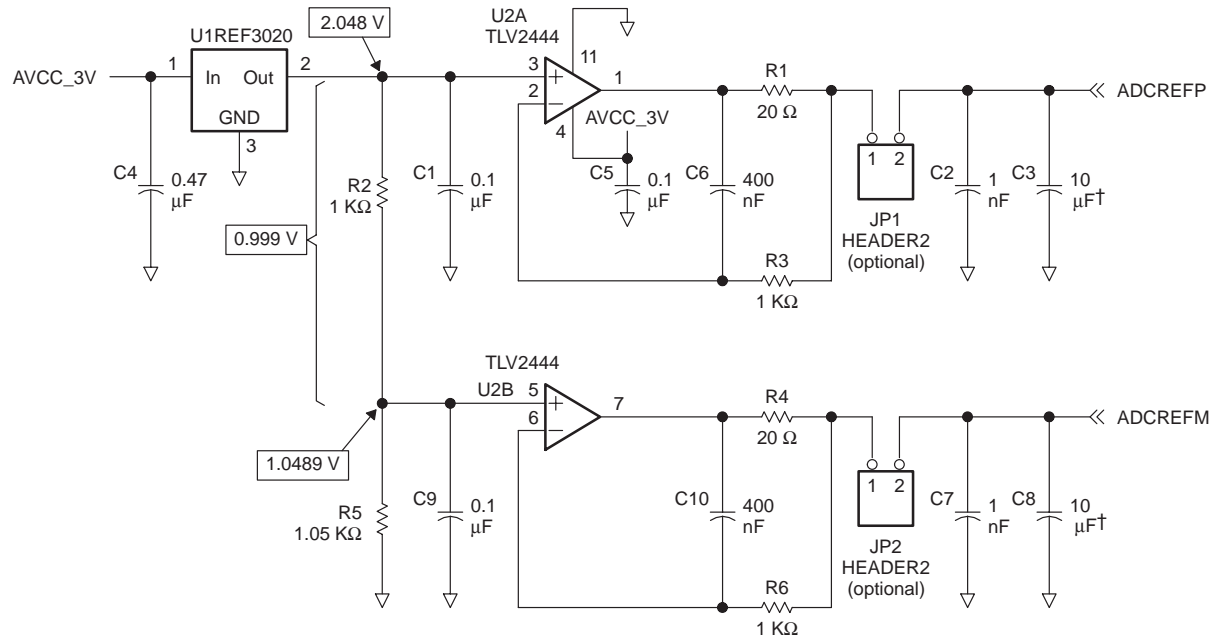 2.048 V
U2A
TLV2444
U1REF3020
AVCC_3V
1
In
Out
2
GND
3
3
2
11
1
4
AVCC_3V
R1
20 Ω
ADCREFP
C4
0.47
µF
R2
1 KΩ
C1
0.1
µF
C5
0.1
µF
C6
400
nF
1
2
JP1
HEADER2
(optional)
C2
1
nF
C3
10
µF†
0.999 V
R3
1 KΩ
TLV2444
U2B
5
6
7
R4
20 Ω
ADCREFM
1.0489 V
R5
1.05 KΩ
C9
0.1
µF
C10
400
nF
1
2
JP2
HEADER2
(optional)
C7
1
nF
C8
10
µF†
R6
1 KΩ